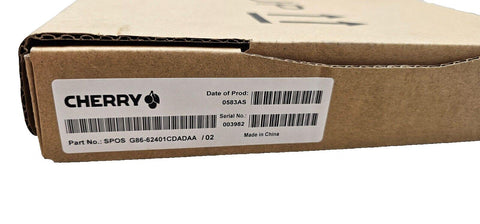 CHERRY
Date of Prod:
0583AS
Serial No.:
003982
Part No.: SPOS G86-62401CDADAA / 02
Made in China